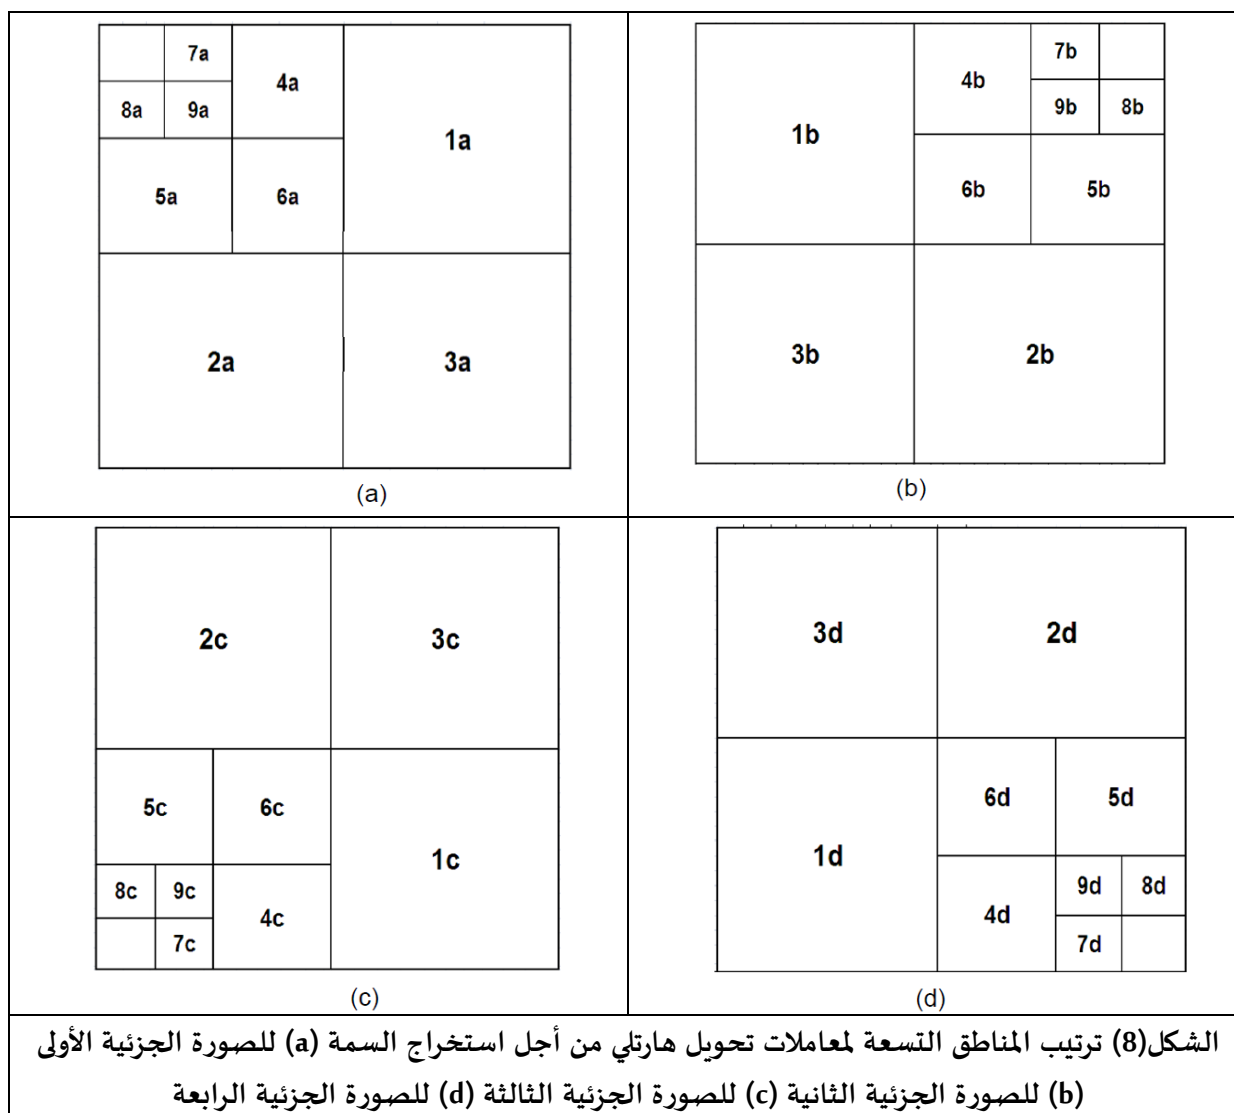 7a
4a
8a 9a
1a
5a 6a
2a 3a
(a)
7b
4b
9b 8b
1b
6b 5b
3b 2b
(b)
2c 3c
5c 6c
1c
8c 9c
4c
7c
(c)
3d 2d
6d 5d
1d
9d 8d
4d
7d
(d)
الشكل(8) ترتيب المناطق التسعة لمعاملات تحويل هارتلي من أجل استخراج السمة (a) للصورة الجزئية الأولى
(b) للصورة الجزئية الثانية (c) للصورة الجزئية الثالثة (d) للصورة الجزئية الرابعة